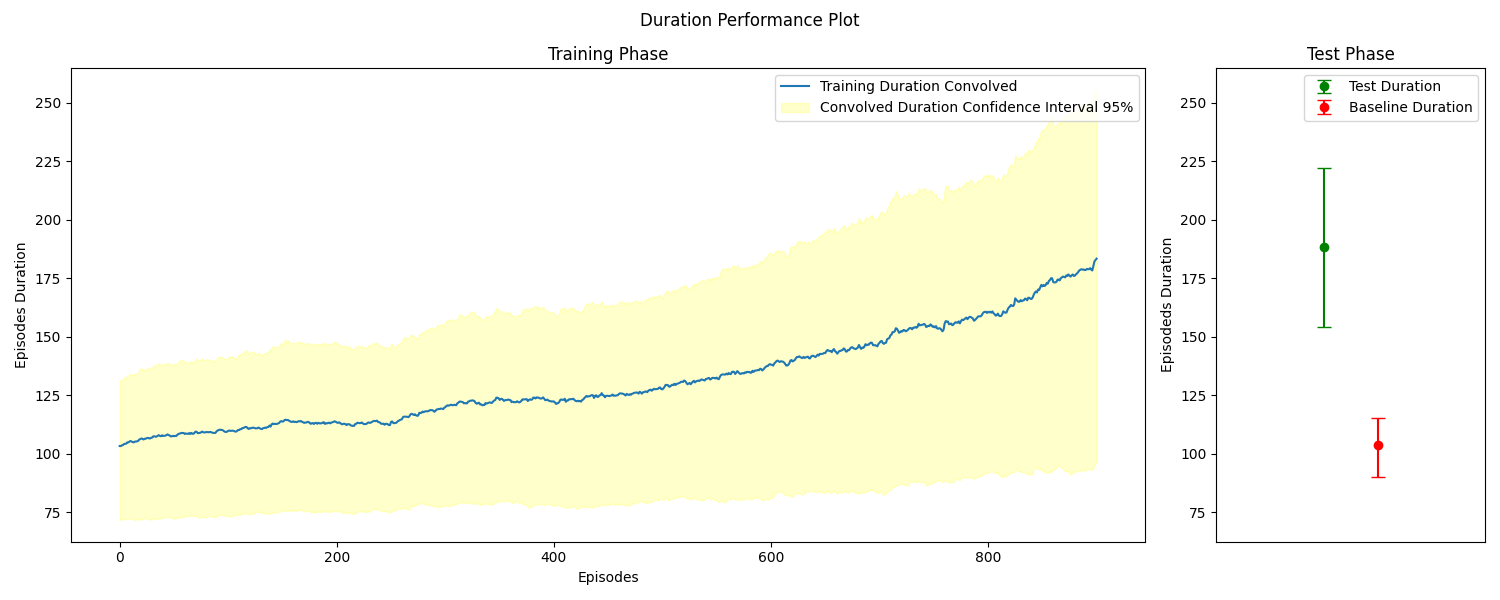 Duration Performance Plot
Training Phase
Training Duration Convolved
Convolved Duration Confidence Interval 95%
250
225
200
175
150
125
100
75
Episodes Duration
0 200 400 600 800
Episodes
Test Phase
Test Duration
Baseline Duration
250
225
200
175
150
125
100
75
Episodeds Duration